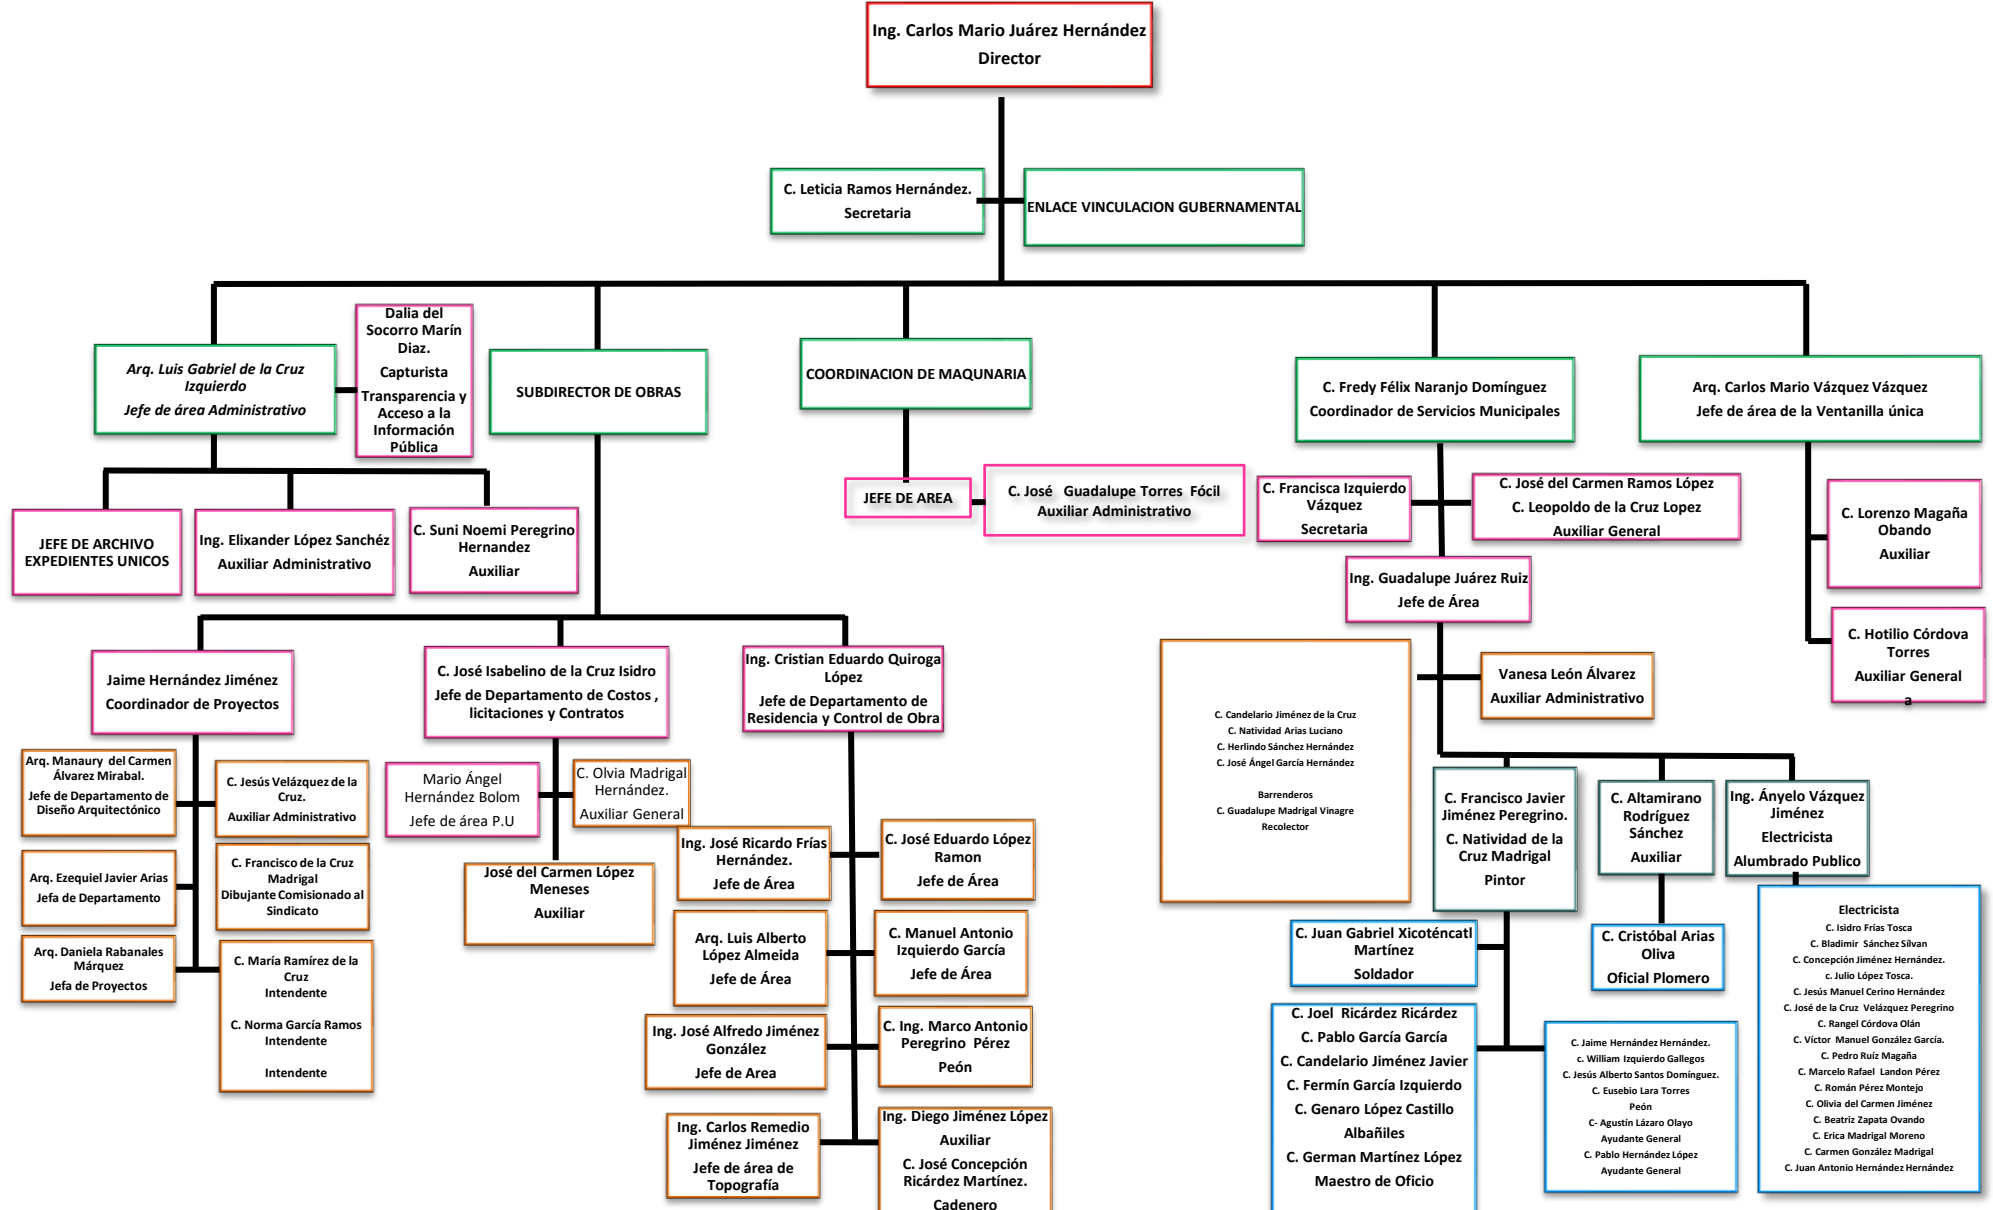 Ing. Carlos Mario Juárez Hernández
Director
C. Leticia Ramos Hernández.
Secretaria
ENLACE VINCULACION GUBERNAMENTAL
Arq. Luis Gabriel de la Cruz
Izquierdo
Jefe de área Administrativo
Dalia del
Socorro Marín
Diaz.
Capturista
Transparencia y
Acceso a la
Información
Pública
SUBDIRECTOR DE OBRAS
COORDINACION DE MAQUNARIA
C. Fredy Félix Naranjo Domínguez
Coordinador de Servicios Municipales
Arq. Carlos Mario Vázquez Vázquez
Jefe de área de la Ventanilla única
JEFE DE ARCHIVO
EXPEDIENTES UNICOS
Ing. Elixander López Sanchéz
Auxiliar Administrativo
C. Suni Noemi Peregrino
Hernandez
Auxiliar
JEFE DE AREA
C. José   Guadalupe Torres  Fócil
Auxiliar Administrativo
C. Francisca Izquierdo
Vázquez
Secretaria
C. José del Carmen Ramos López
C. Leopoldo de la Cruz Lopez
Auxiliar General
C. Lorenzo Magaña
Obando
Auxiliar
Ing. Guadalupe Juárez Ruiz
Jefe de Área
C. Hotilio Córdova
Torres
Auxiliar General
a
Jaime Hernández Jiménez
Coordinador de Proyectos
C. José Isabelino de la Cruz Isidro
Jefe de Departamento de Costos ,
licitaciones y Contratos
Ing. Cristian Eduardo Quiroga
López
Jefe de Departamento de
Residencia y Control de Obra
C. Candelario Jiménez de la Cruz
C. Natividad Arias Luciano
C. Herlindo Sánchez Hernández
C. José Ángel García Hernández
Barrenderos
C. Guadalupe Madrigal Vinagre
Recolector
Vanesa León Álvarez
Auxiliar Administrativo
Arq. Manaury  del Carmen
Álvarez Mirabal.
Jefe de Departamento de
Diseño Arquitectónico
C. Jesús Velázquez de la
Cruz.
Auxiliar Administrativo
Arq. Ezequiel Javier Arias
Jefa de Departamento
C. Francisco de la Cruz
Madrigal
Dibujante Comisionado al
Sindicato
Arq. Daniela Rabanales
Márquez
Jefa de Proyectos
C. María Ramírez de la
Cruz
Intendente
C. Norma García Ramos
Intendente
Intendente
Mario Ángel
Hernández Bolom
Jefe de área P.U
C. Olvia Madrigal
Hernández.
Auxiliar General
José del Carmen López
Meneses
Auxiliar
Ing. José Ricardo Frías
Hernández.
Jefe de Área
C. José Eduardo López
Ramon
Jefe de Área
Arq. Luis Alberto
López Almeida
Jefe de Área
C. Manuel Antonio
Izquierdo García
Jefe de Área
Ing. José Alfredo Jiménez
González
Jefe de Area
C. Ing. Marco Antonio
Peregrino  Pérez
Peón
Ing. Carlos Remedio
Jiménez Jiménez
Jefe de área de
Topografía
Ing. Diego Jiménez López
Auxiliar
C. José Concepción
Ricárdez Martínez.
Cadenero
C. Francisco Javier
Jiménez Peregrino.
C. Natividad de la
Cruz Madrigal
Pintor
C. Altamirano
Rodríguez
Sánchez
Auxiliar
Ing. Ányelo Vázquez
Jiménez
Electricista
Alumbrado Publico
C. Juan Gabriel Xicoténcatl
Martínez
Soldador
C. Cristóbal Arias
Oliva
Oficial Plomero
C. Joel  Ricárdez Ricárdez
C. Pablo García García
C. Candelario Jiménez Javier
C. Fermín García Izquierdo
C. Genaro López Castillo
Albañiles
C. German Martínez López
Maestro de Oficio
C. Jaime Hernández Hernández.
c. William Izquierdo Gallegos
C. Jesús Alberto Santos Domínguez.
C. Eusebio Lara Torres
Peón
C- Agustín Lázaro Olayo
Ayudante General
C. Pablo Hernández López
Ayudante General
Electricista
C. Isidro Frías Tosca
C. Bladimir  Sánchez Sílvan
C. Concepción Jiménez Hernández.
c. Julio López Tosca.
C. Jesús Manuel Cerino Hernández
C. José de la Cruz  Velázquez Peregrino
C. Rangel Córdova Olán
C. Víctor  Manuel González García.
C. Pedro Ruíz Magaña
C. Marcelo Rafael  Landon Pérez
C. Román Pérez Montejo
C. Olivia del Carmen Jiménez
C. Beatriz Zapata Ovando
C. Erica Madrigal Moreno
C. Carmen González Madrigal
C. Juan Antonio Hernández Hernández